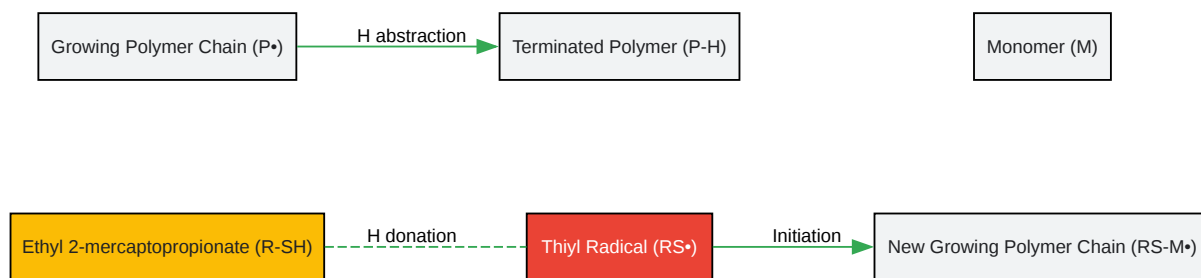 Growing Polymer Chain (P•)
H abstraction
Terminated Polymer (P-H)
Monomer (M)
Ethyl 2-mercaptopropionate (R-SH)
H donation
Thiyl Radical (RS•)
Initiation
New Growing Polymer Chain (RS-M•)